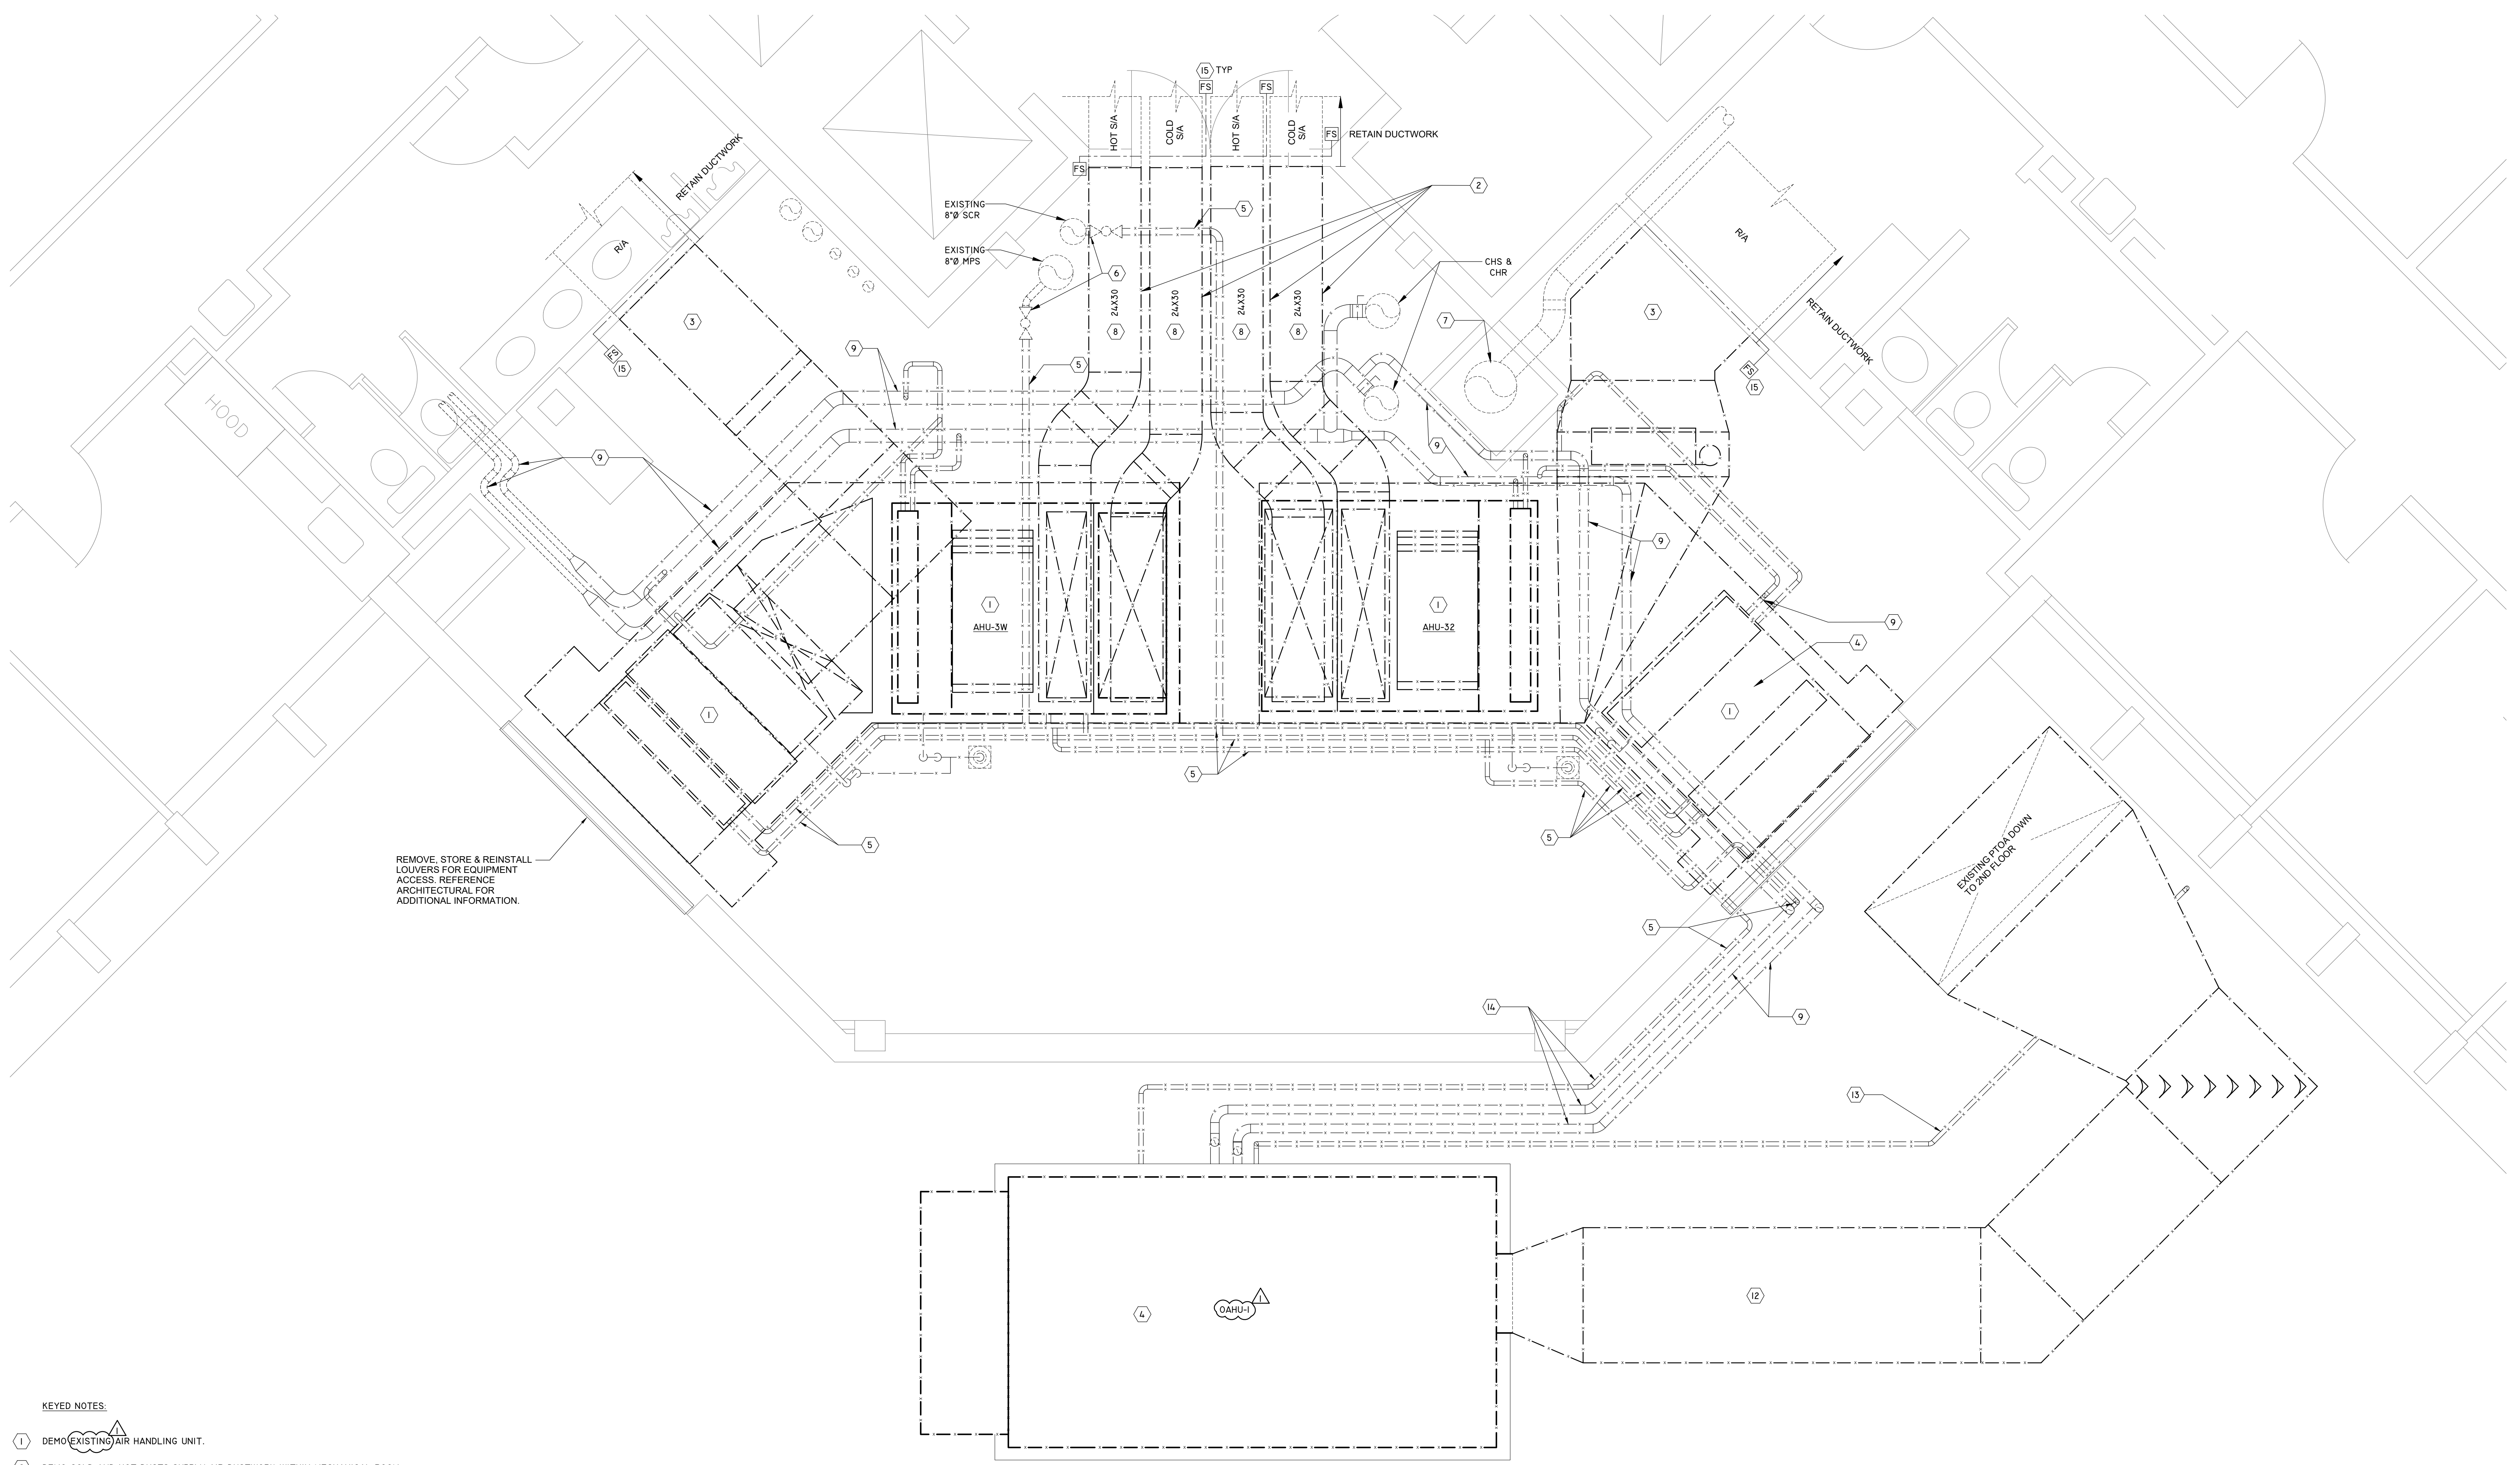 15 TYP
FS
FS
HOT S/A
COLD
S/A
HOT S/A
COLD
S/A
FS
RETAIN DUCTWORK
FS
RETAIN DUCTWORK
R/A
EXISTING
8"Ø SCR
EXISTING
8"Ø MPS
5
6
2
24X30
8
24X30
8
24X30
8
24X30
8
CHS &
CHR
7
3
3
R/A
RETAIN DUCTWORK
FS
15
FS
15
HOOD
9
5
9
9
9
9
4
1
AHU-3W
1
AHU-32
1
1
5
5
5
5
REMOVE, STORE & REINSTALL
LOUVERS FOR EQUIPMENT
ACCESS. REFERENCE
ARCHITECTURAL FOR
ADDITIONAL INFORMATION.
EXISTING PTOA DOWN
TO 2ND FLOOR
14
9
13
4
OAHU-1
1
12
KEYED NOTES:
1
1 DEMO EXISTING AIR HANDLING UNIT.